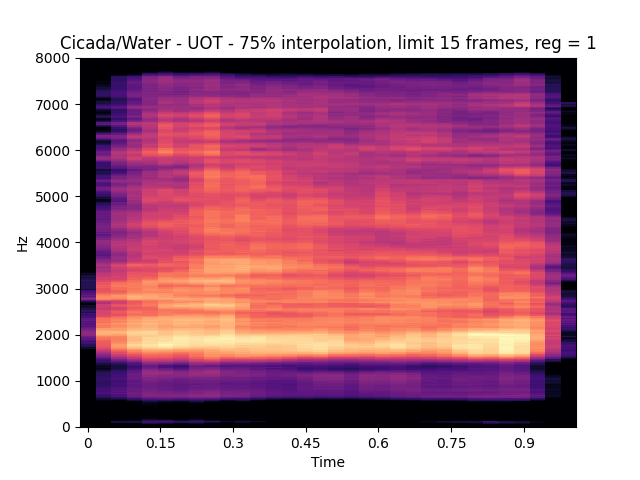 Cicada/Water - UOT - 75% interpolation, limit 15 frames, reg = 1
8000
7000
6000
5000
4000
3000
2000
1000
0
Hz
0 0.15 0.3 0.45 0.6 0.75 0.9
Time